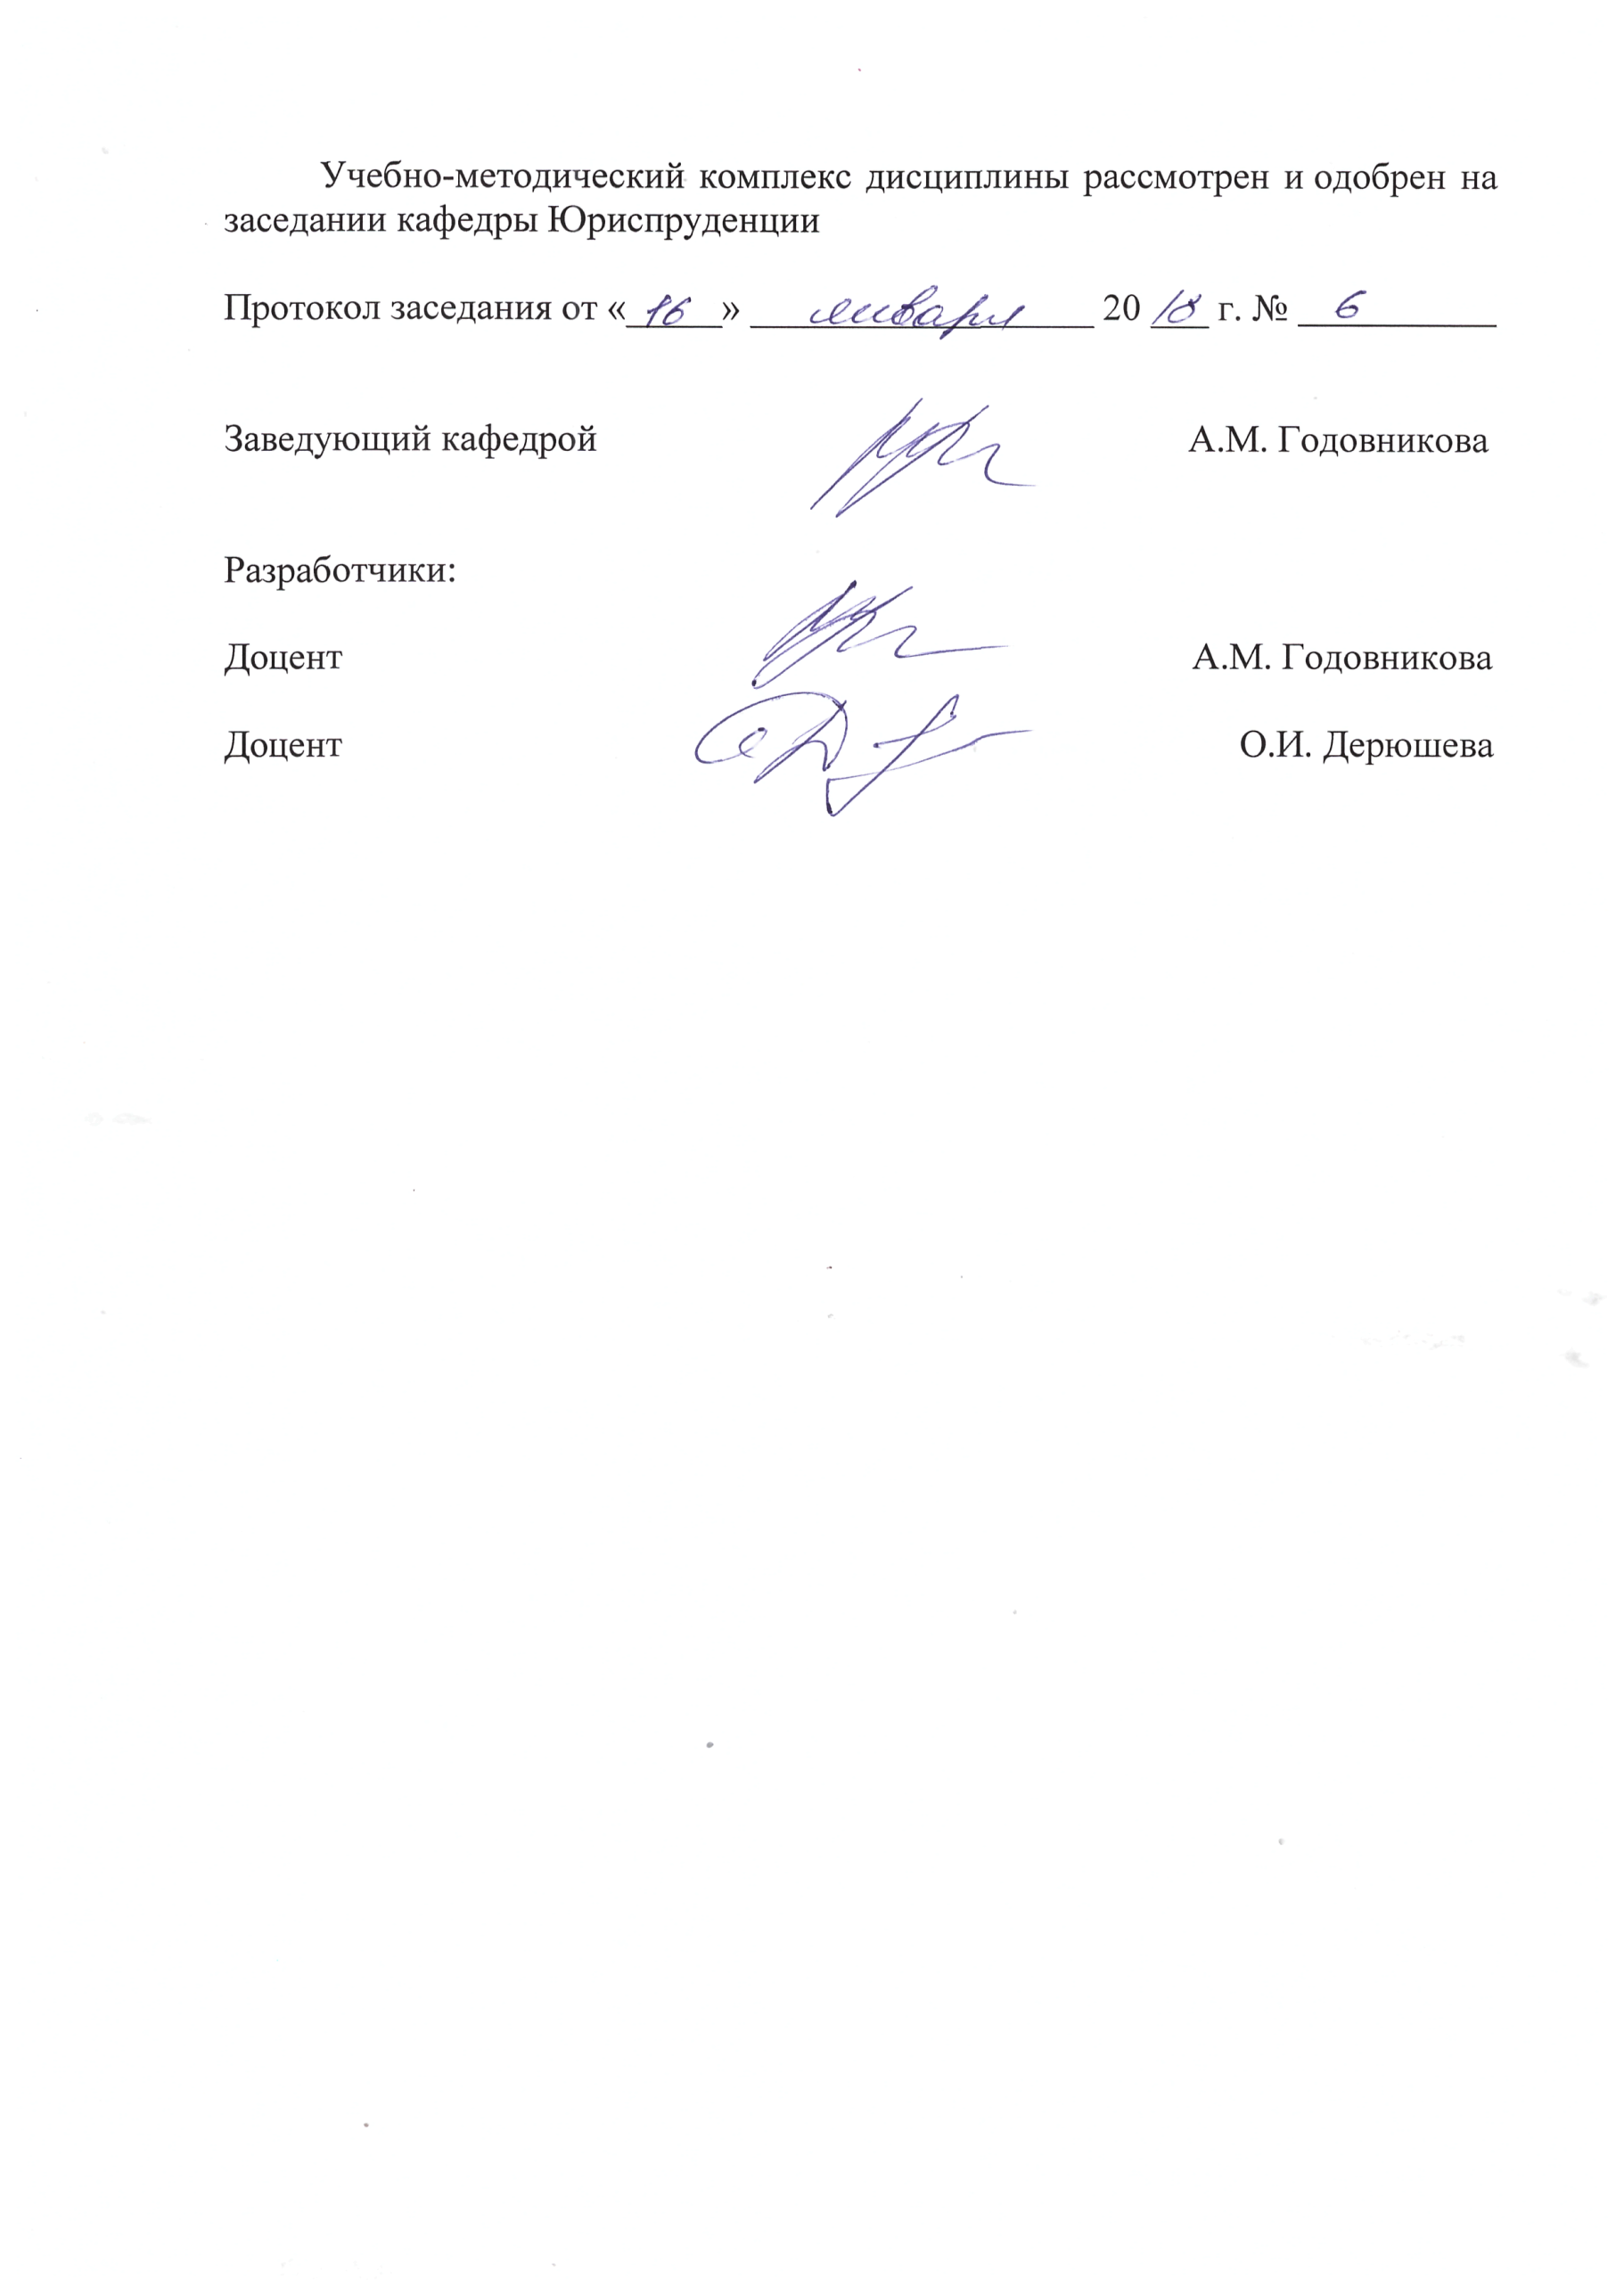 Учебно-методический комплекс дисциплины рассмотрен и одобрен на
заседании кафедры Юриспруденции
Протокол заседания от «16» января 2018 г. № 6
Заведующий кафедрой А.М. Годовникова
Разработчики:
Доцент А.М. Годовникова
Доцент О.И. Дерюшева